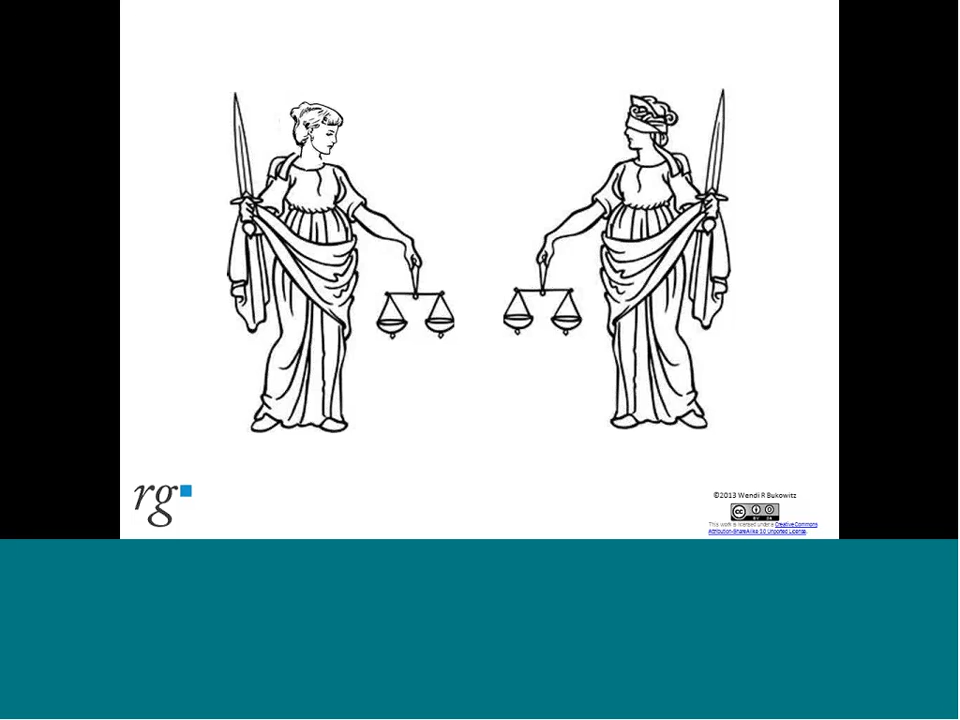 rg
©2013 Wendi R Bukowitz
This work is licensed under a Creative Commons
Attribution-ShareAlike 3.0 Unported License.